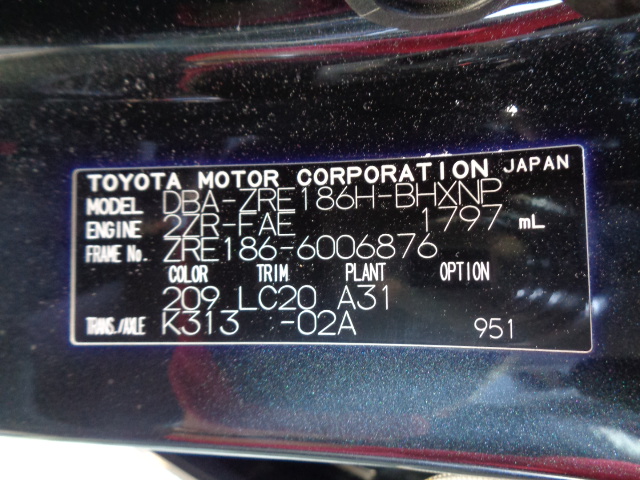 TOYOTA MOTOR CORPORATION JAPAN
MODEL DBA-ZRE186H-BHXNP
ENGINE 2ZR-FAE 1797 mL
FRAME No. ZRE186-6006876
COLOR TRIM PLANT OPTION
209 LC20 A31
TRANS./AXLE K313 -02A 951